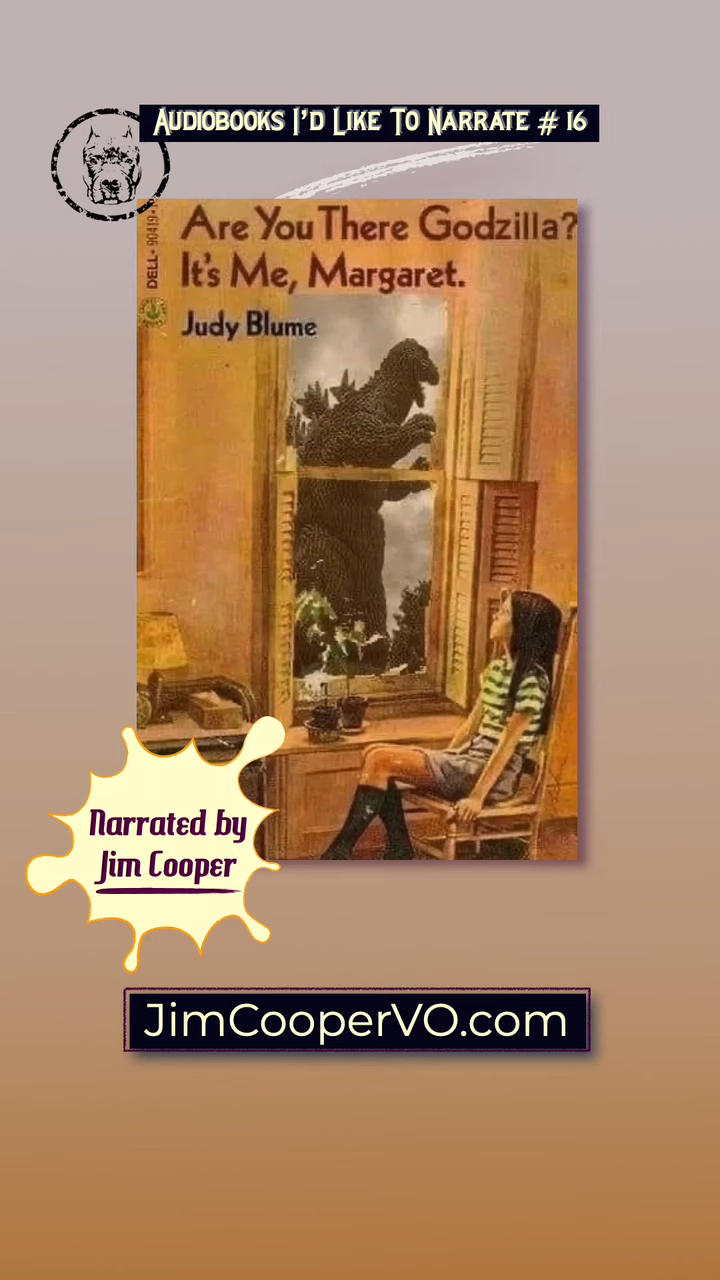 AUDIOBOOKS I'D LIKE TO NARRATE # 16
DELL • 90419 •
Are You There Godzilla?
It's Me, Margaret.
Judy Blume
Narrated by
Jim Cooper
JimCooperVO.com